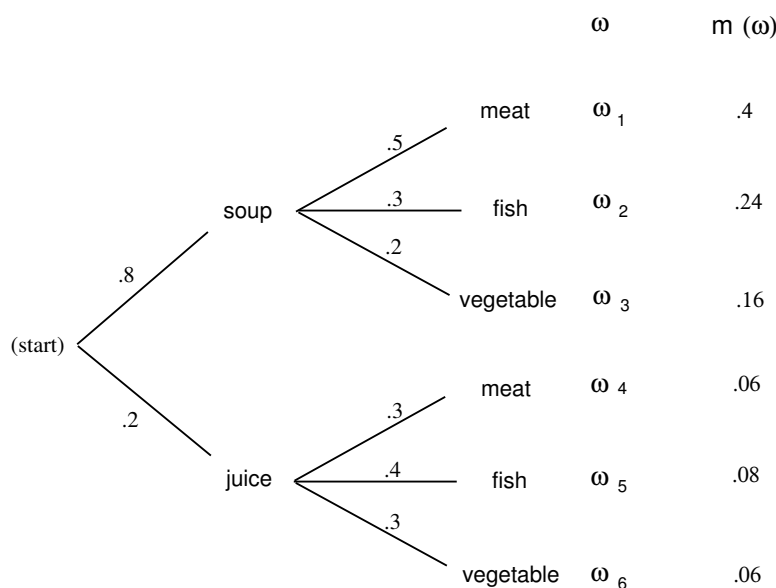 ω m (ω)
meat ω 1 .4
.5
soup .3 fish ω 2 .24
.2
.8
vegetable ω 3 .16
(start)
meat ω 4 .06
.2 .3
juice .4 fish ω 5 .08
.3
vegetable ω 6 .06